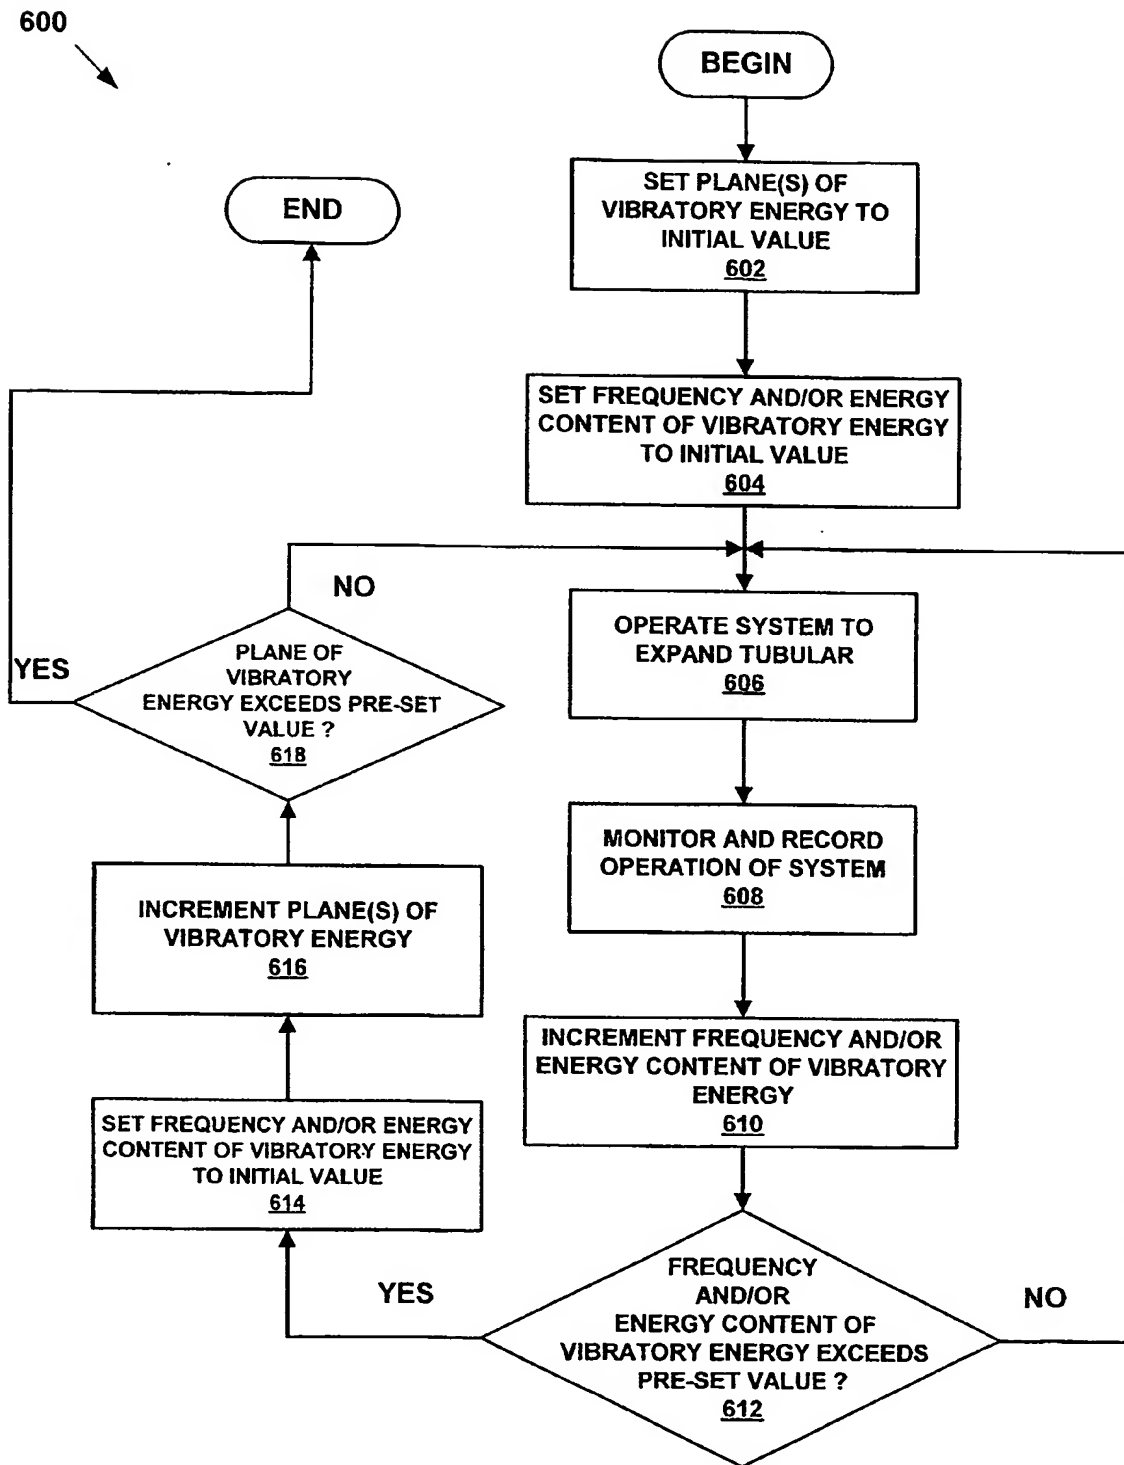 600
BEGIN
SET PLANE(S) OF
VIBRATORY ENERGY TO
INITIAL VALUE
602
END
SET FREQUENCY AND/OR ENERGY
CONTENT OF VIBRATORY ENERGY
TO INITIAL VALUE
604
NO
YES
PLANE OF
VIBRATORY
ENERGY EXCEEDS PRE-SET
VALUE ?
618
OPERATE SYSTEM TO
EXPAND TUBULAR
606
MONITOR AND RECORD
OPERATION OF SYSTEM
608
INCREMENT PLANE(S) OF
VIBRATORY ENERGY
616
INCREMENT FREQUENCY AND/OR
ENERGY CONTENT OF VIBRATORY
ENERGY
610
SET FREQUENCY AND/OR ENERGY
CONTENT OF VIBRATORY ENERGY
TO INITIAL VALUE
614
YES
FREQUENCY
AND/OR
ENERGY CONTENT OF
VIBRATORY ENERGY EXCEEDS
PRE-SET VALUE ?
612
NO